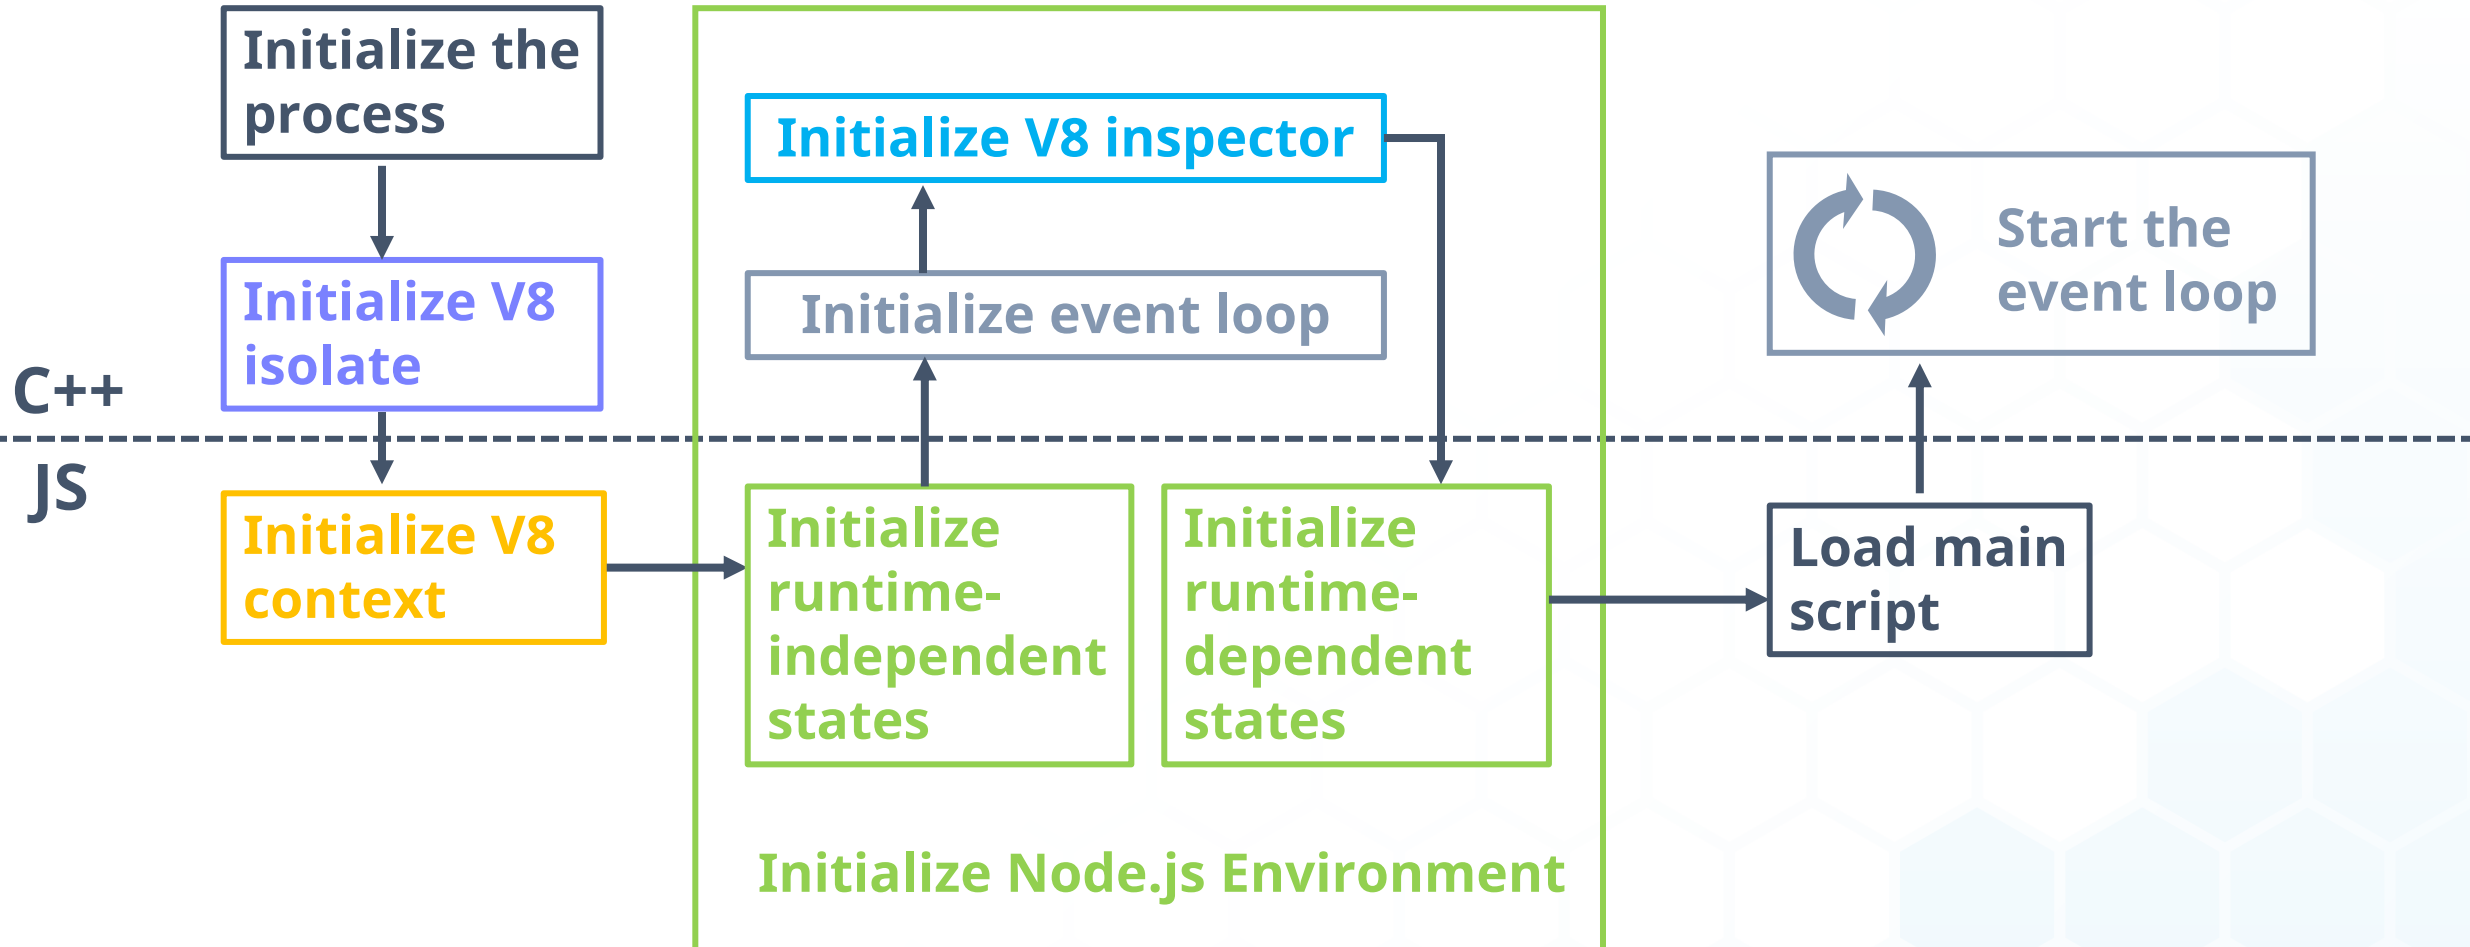 Initialize the
process
Initialize V8
isolate
C++
JS
Initialize V8
context
Initialize V8 inspector
Initialize event loop
Initialize
runtime-
independent
states
Initialize
runtime-
dependent
states
Initialize Node.js Environment
Start the
event loop
Load main
script